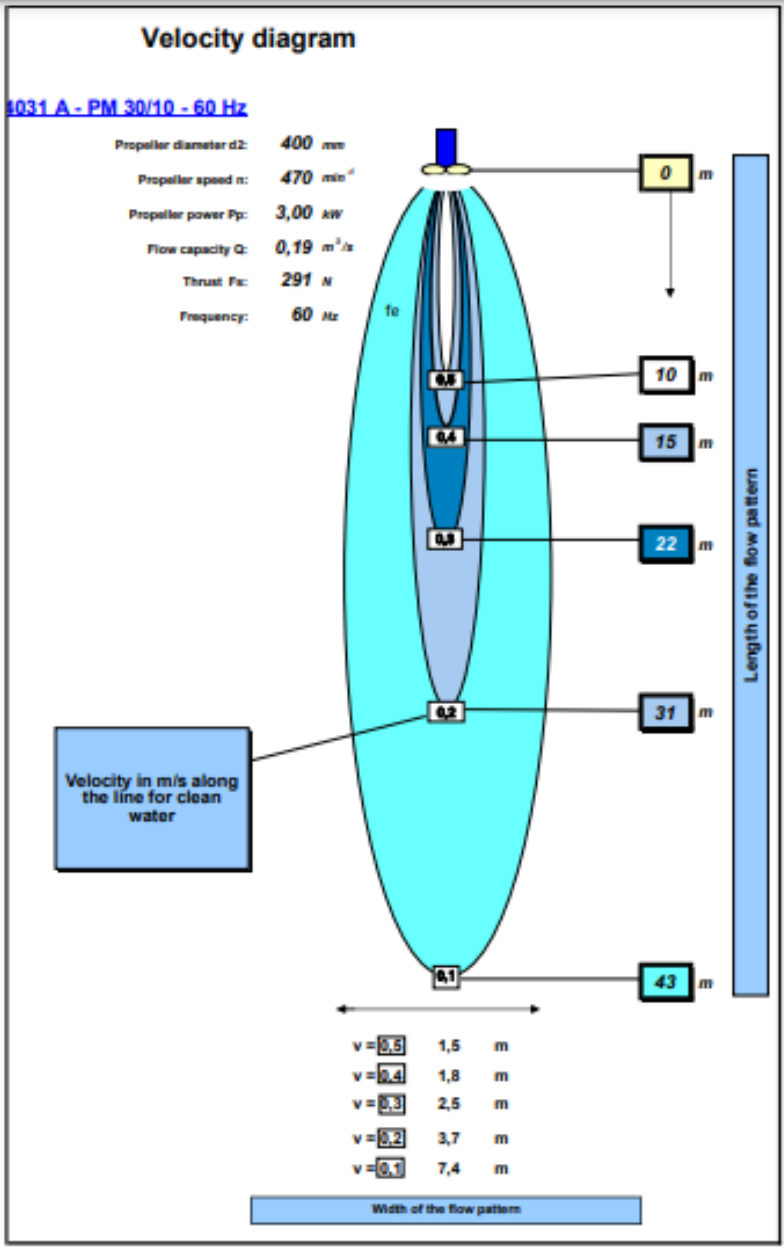 Velocity diagram
4031 A - PM 30/10 - 60 Hz
Propeller diameter d2: 400 mm
Propeller speed n: 470 min⁻¹
Propeller power Pp: 3,00 kW
Flow capacity Q: 0,19 m³/s
Thrust Fs: 291 N
Frequency: 60 Hz
0 m
fe
0,5
10 m
0,4
15 m
0,3
22 m
0,2
31 m
Velocity in m/s along
the line for clean
water
0,1
43 m
Length of the flow pattern
v = 0,5 1,5 m
v = 0,4 1,8 m
v = 0,3 2,5 m
v = 0,2 3,7 m
v = 0,1 7,4 m
Width of the flow pattern